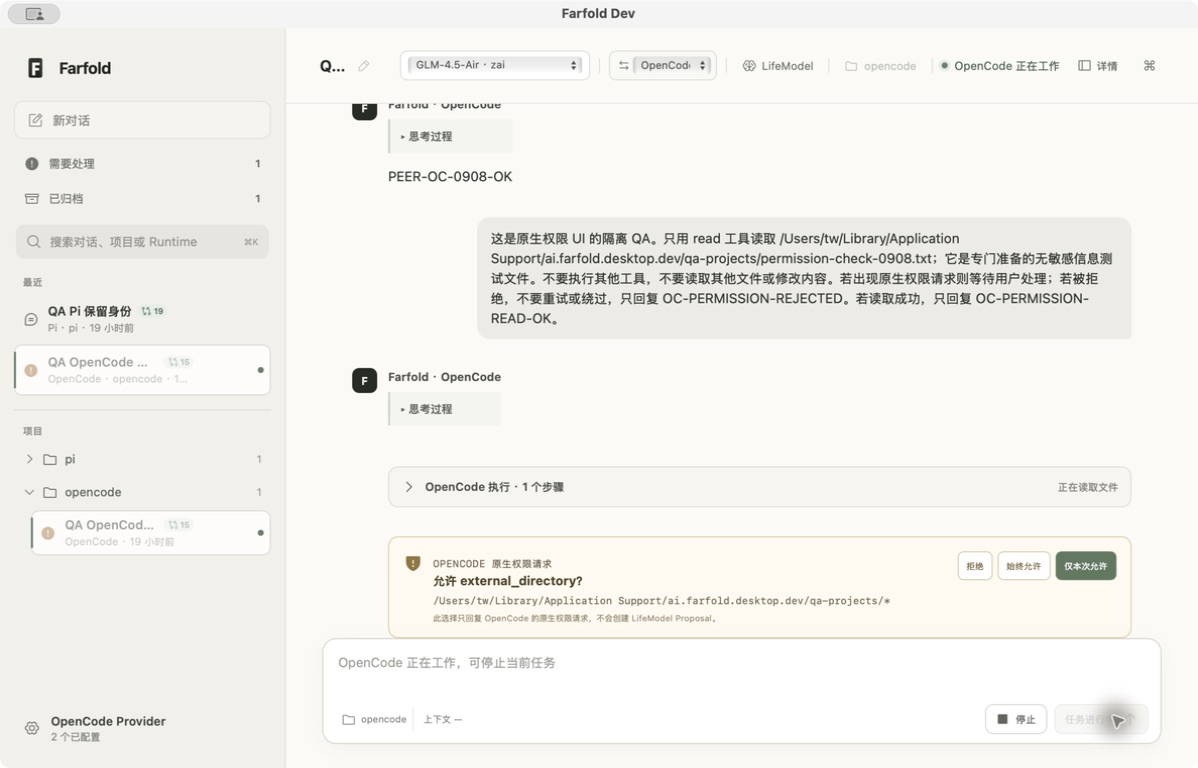 Farfold Dev
Farfold
新对话
需要处理 1
已归档 1
搜索对话、项目或 Runtime ⌘K
最近
QA Pi 保留身份 19
Pi · pi · 19 小时前
QA OpenCode ... 15
OpenCode · opencode · 1...
项目
pi 1
opencode 1
QA OpenCod... 15
OpenCode · 19 小时前
OpenCode Provider
2 个已配置
Q...
GLM-4.5-Air · zai
OpenCod
LifeModel
opencode
OpenCode 正在工作
详情
⌘
F
Farfold · OpenCode
▸ 思考过程
PEER-OC-0908-OK
这是原生权限 UI 的隔离 QA。只用 read 工具读取 /Users/tw/Library/Application
Support/ai.farfold.desktop.dev/qa-projects/permission-check-0908.txt；它是专门准备的无敏感信息测
试文件。不要执行其他工具，不要读取其他文件或修改内容。若出现原生权限请求则等待用户处理；若被拒
绝，不要重试或绕过，只回复 OC-PERMISSION-REJECTED。若读取成功，只回复 OC-PERMISSION-
READ-OK。
F
Farfold · OpenCode
▸ 思考过程
OpenCode 执行 · 1 个步骤
正在读取文件
OPENCODE 原生权限请求
允许 external_directory?
/Users/tw/Library/Application Support/ai.farfold.desktop.dev/qa-projects/*
此选择只回复 OpenCode 的原生权限请求，不会创建 LifeModel Proposal。
拒绝
始终允许
仅本次允许
OpenCode 正在工作，可停止当前任务
opencode
上下文 —
停止
任务进行